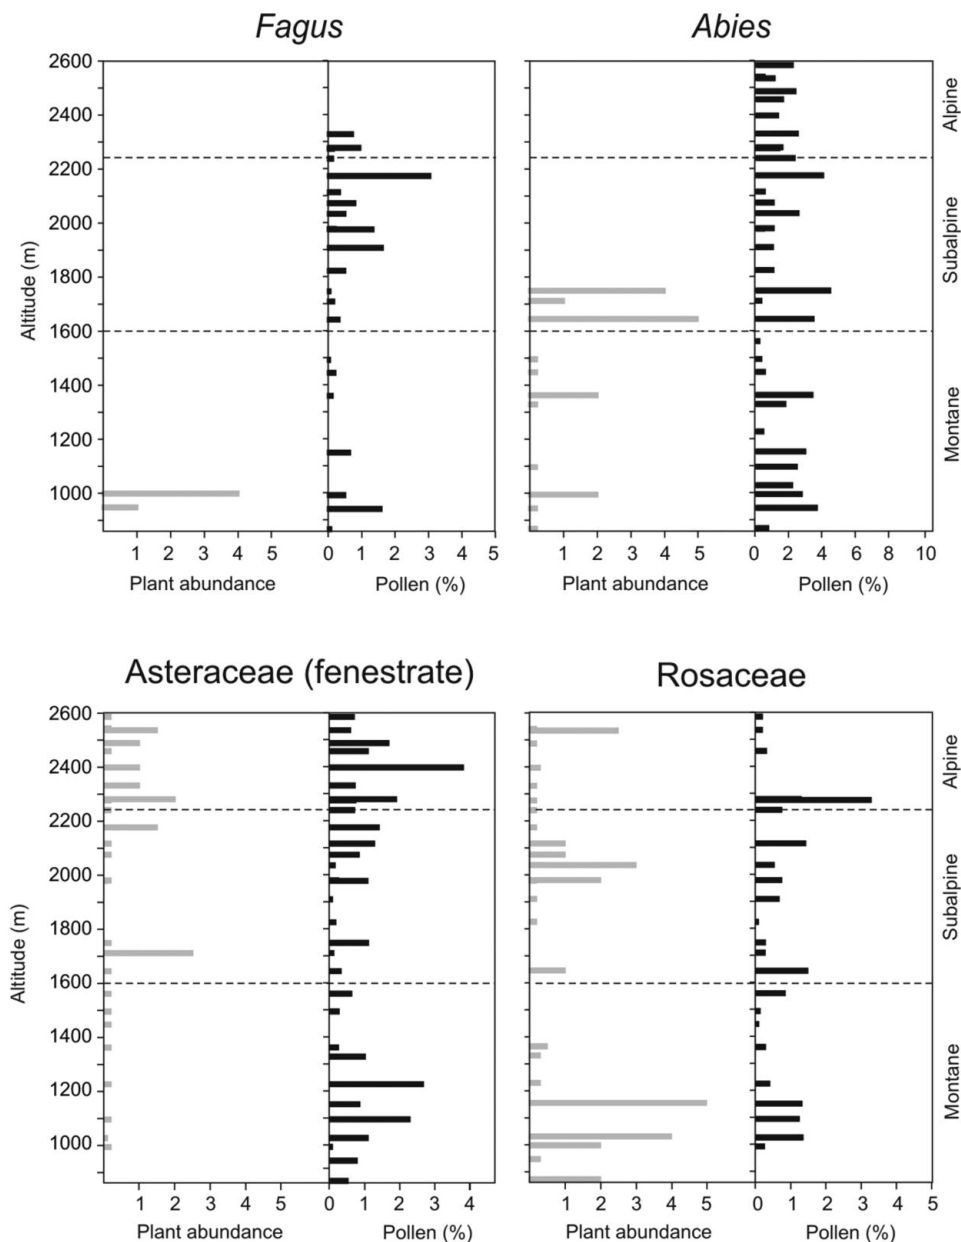 Fagus
Abies
2600
2400
2200
2000
1800
1600
1400
1200
1000
Altitude (m)
1 2 3 4 5
0 1 2 3 4 5
Plant abundance
Pollen (%)
1 2 3 4 5
0 2 4 6 8 10
Plant abundance
Pollen (%)
Alpine
Subalpine
Montane
Asteraceae (fenestrate)
Rosaceae
2600
2400
2200
2000
1800
1600
1400
1200
1000
Altitude (m)
1 2 3 4 5
0 1 2 3 4
Plant abundance
Pollen (%)
1 2 3 4 5
0 1 2 3 4 5
Plant abundance
Pollen (%)
Alpine
Subalpine
Montane